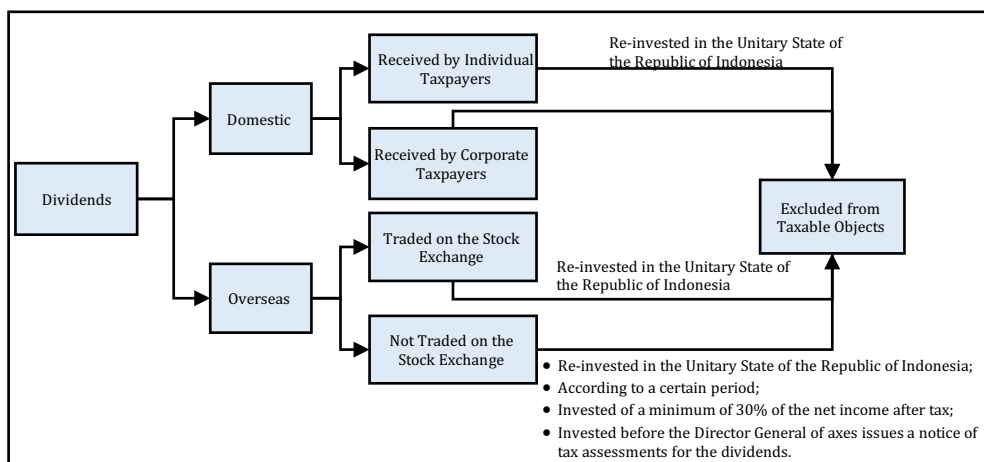 Received by Individual
Taxpayers
Re-invested in the Unitary State of
the Republic of Indonesia
Domestic
Received by Corporate
Taxpayers
Dividends
Excluded from
Taxable Objects
Traded on the Stock
Exchange
Re-invested in the Unitary State of
the Republic of Indonesia
Overseas
Not Traded on the
Stock Exchange
• Re-invested in the Unitary State of the Republic of Indonesia;
• According to a certain period;
• Invested of a minimum of 30% of the net income after tax;
• Invested before the Director General of axes issues a notice of
tax assessments for the dividends.